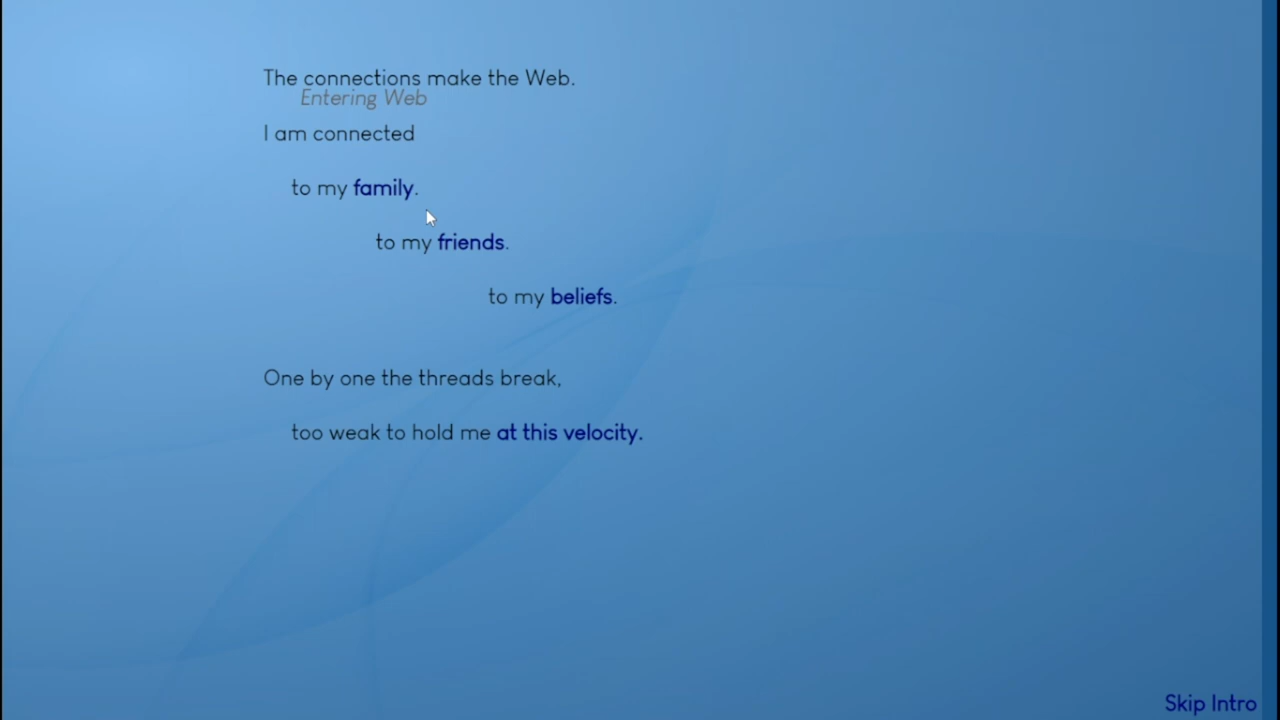 The connections make the Web.
Entering Web
I am connected
to my family.
to my friends.
to my beliefs.
One by one the threads break,
too weak to hold me at this velocity.
Skip Intro